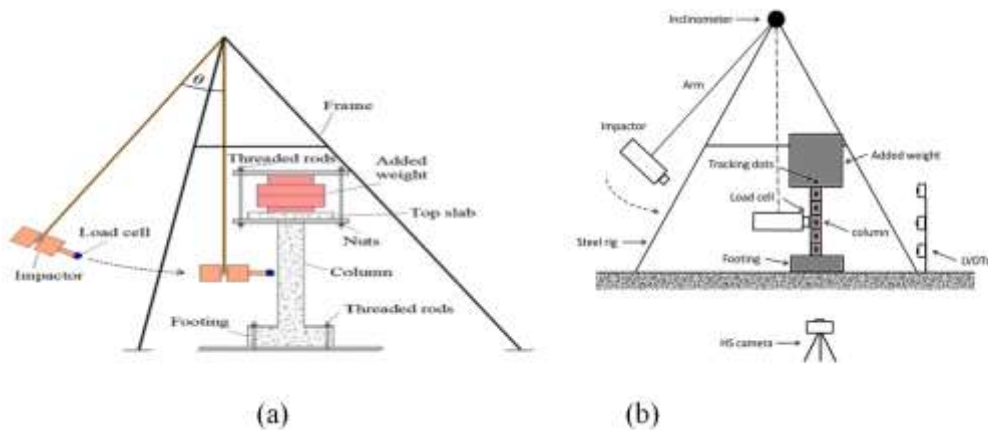 θ
Frame
Threaded rods
Added
weight
Top slab
Load cell
Nuts
Impactor
Column
Footing
Threaded rods
(a)
Inclinometer
Arm
Impactor
Added weight
Tracking dots
Load cell
column
Steel rig
Footing
LVDTs
HS camera
(b)